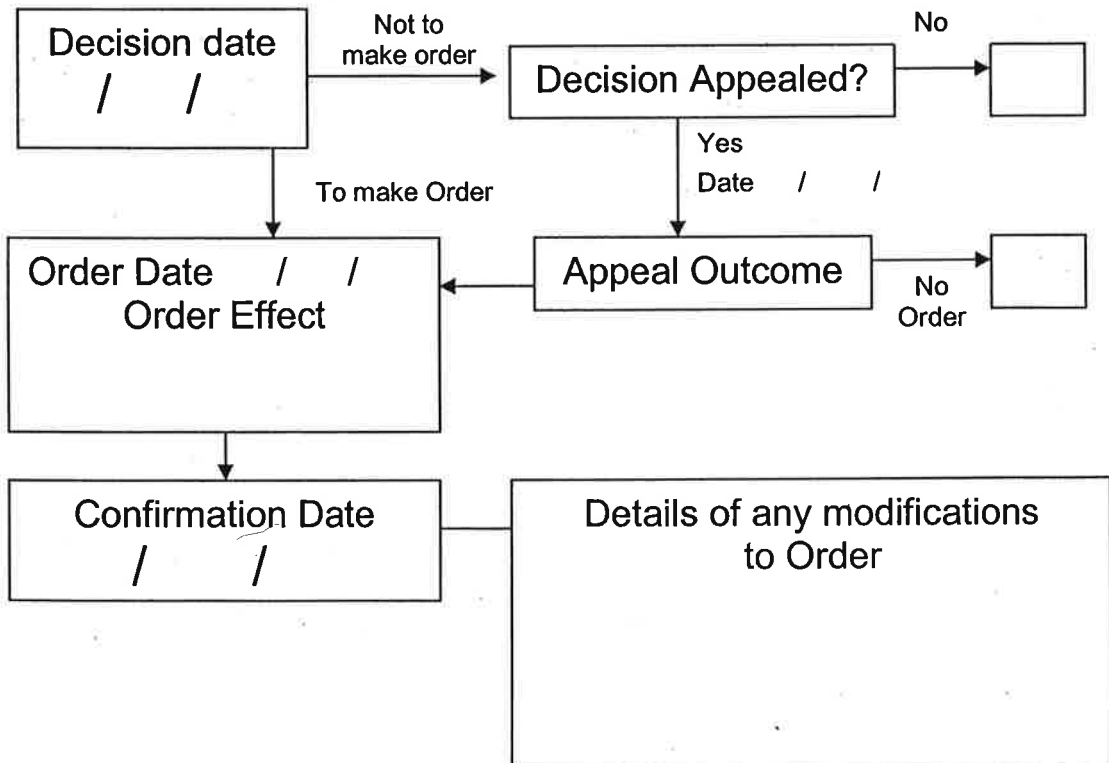 Decision date
/ /
Not to
make order
Decision Appealed?
No
To make Order
Yes
Date / /
Order Date / /
Order Effect
Appeal Outcome
No
Order
Confirmation Date
/ /
Details of any modifications
to Order